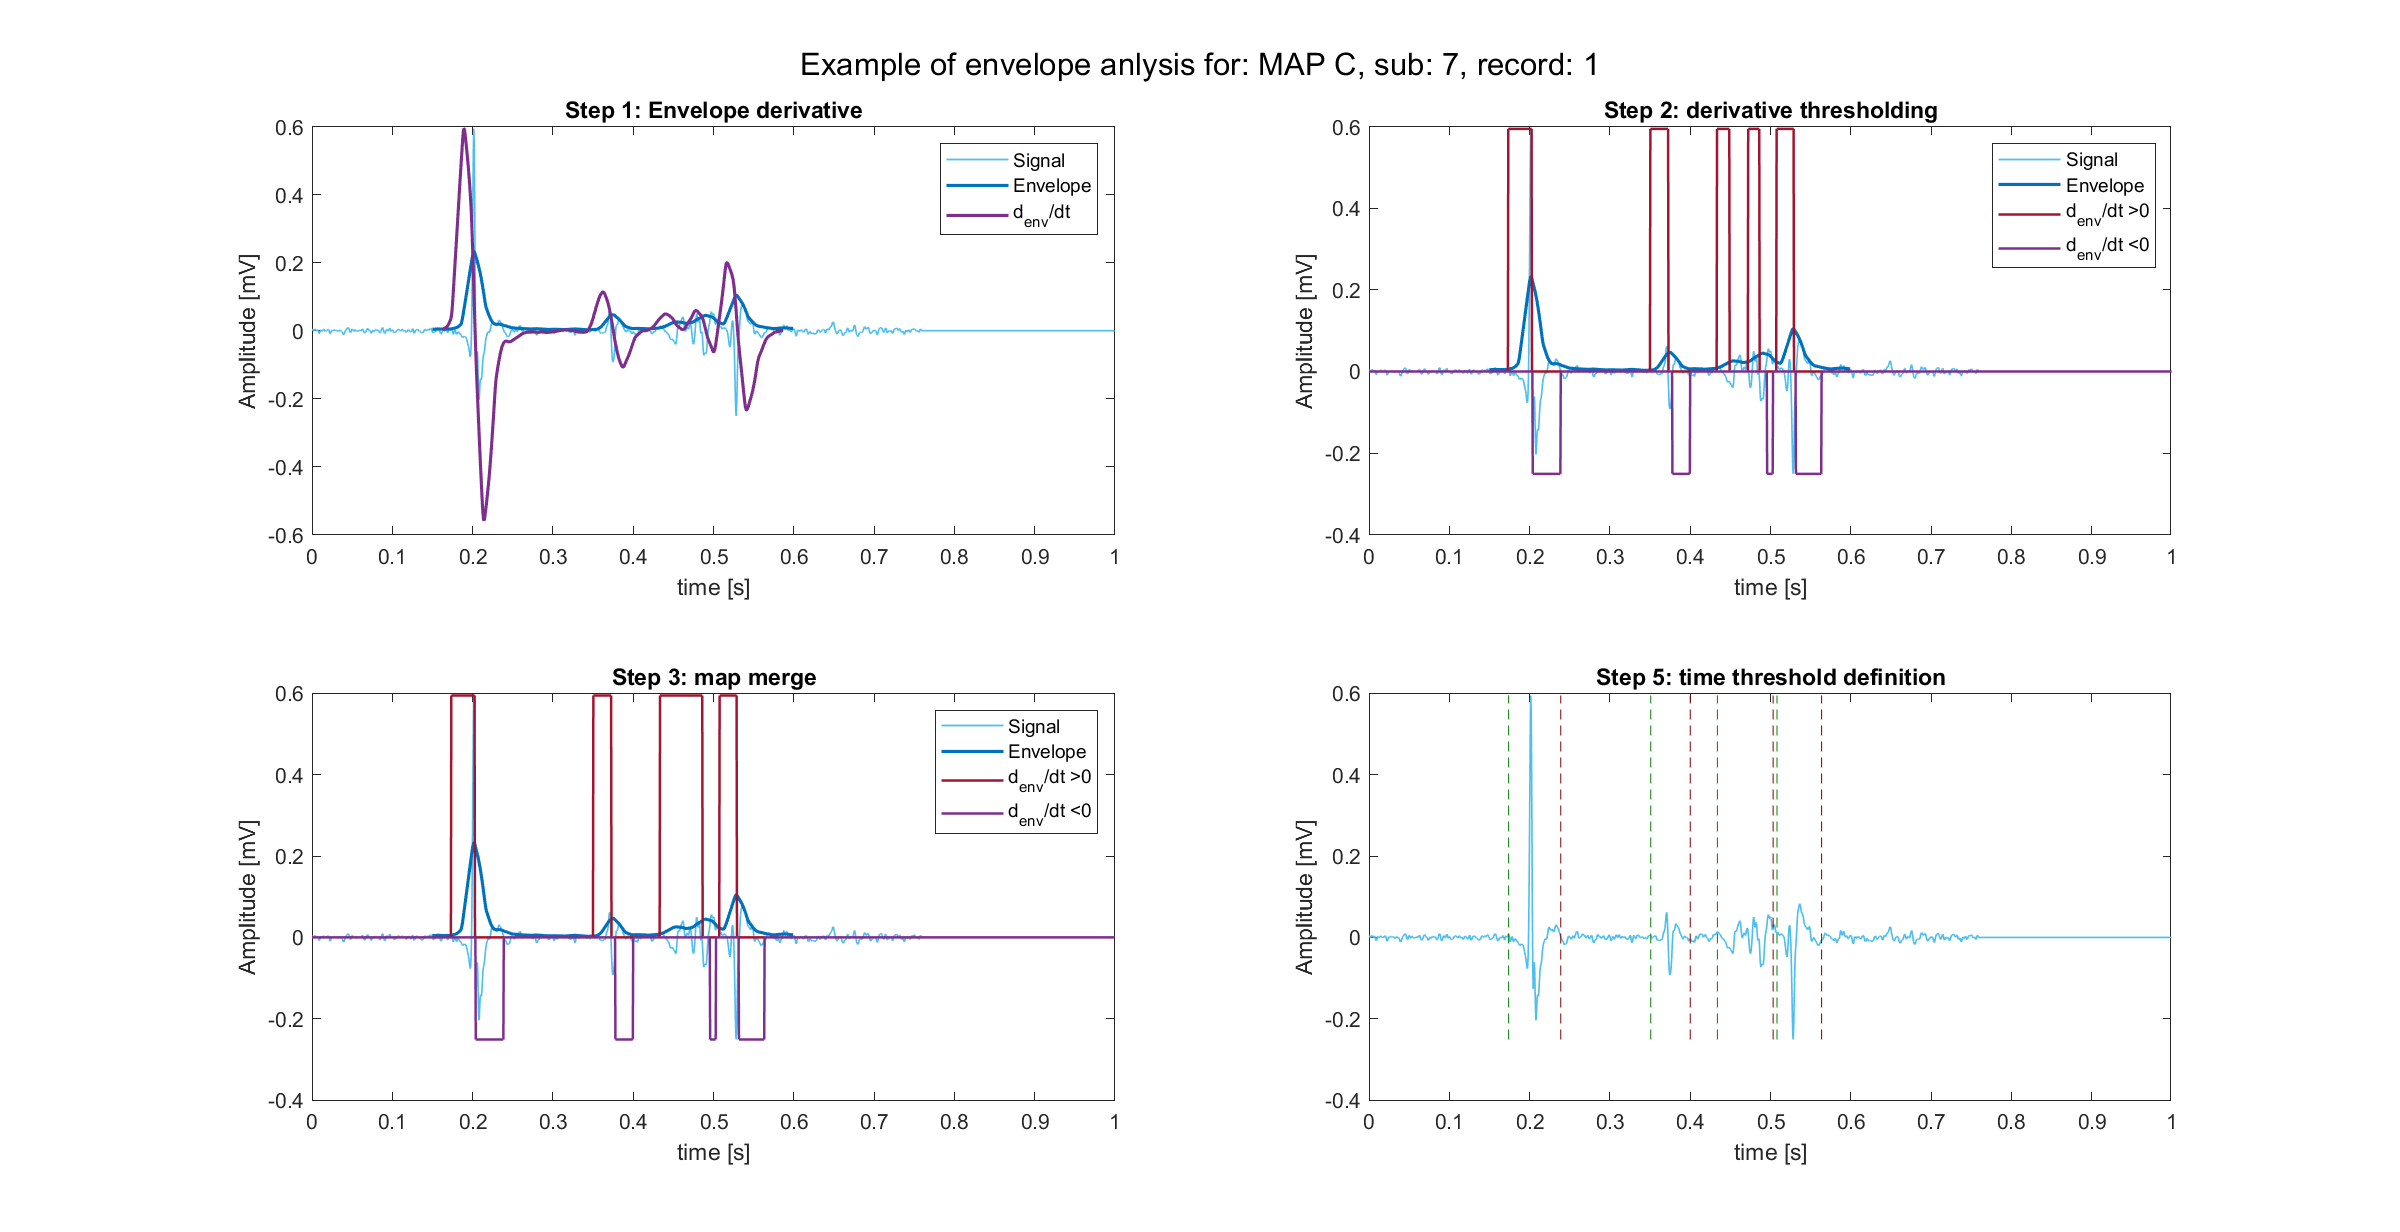 Example of envelope anlysis for: MAP C, sub: 7, record: 1
Step 1: Envelope derivative
0.6
0.4
0.2
0
-0.2
-0.4
-0.6
Amplitude [mV]
0 0.1 0.2 0.3 0.4 0.5 0.6 0.7 0.8 0.9 1
time [s]
Signal
Envelope
d_env/dt
Step 2: derivative thresholding
0.6
0.4
0.2
0
-0.2
-0.4
Amplitude [mV]
0 0.1 0.2 0.3 0.4 0.5 0.6 0.7 0.8 0.9 1
time [s]
Signal
Envelope
d_env/dt >0
d_env/dt <0
Step 3: map merge
0.6
0.4
0.2
0
-0.2
-0.4
Amplitude [mV]
0 0.1 0.2 0.3 0.4 0.5 0.6 0.7 0.8 0.9 1
time [s]
Signal
Envelope
d_env/dt >0
d_env/dt <0
Step 5: time threshold definition
0.6
0.4
0.2
0
-0.2
-0.4
Amplitude [mV]
0 0.1 0.2 0.3 0.4 0.5 0.6 0.7 0.8 0.9 1
time [s]